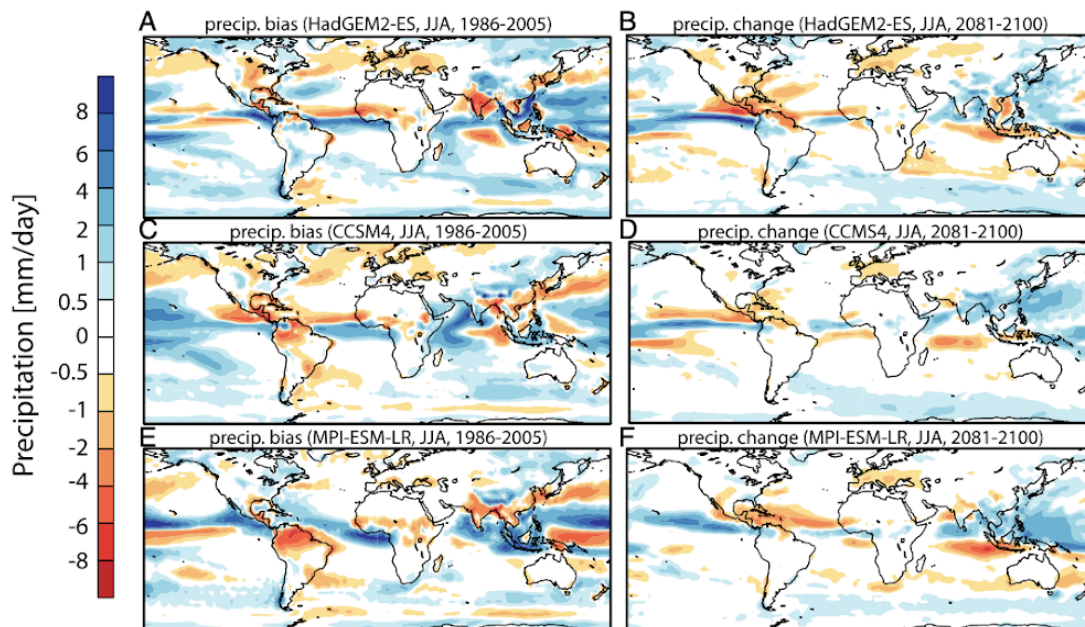 A precip. bias (HadGEM2-ES, JJA, 1986-2005)
B precip. change (HadGEM2-ES, JJA, 2081-2100)
Precipitation [mm/day]
8
6
4
2
1
0.5
0
-0.5
-1
-2
-4
-6
-8
C precip. bias (CCSM4, JJA, 1986-2005)
D precip. change (CCMS4, JJA, 2081-2100)
E precip. bias (MPI-ESM-LR, JJA, 1986-2005)
F precip. change (MPI-ESM-LR, JJA, 2081-2100)